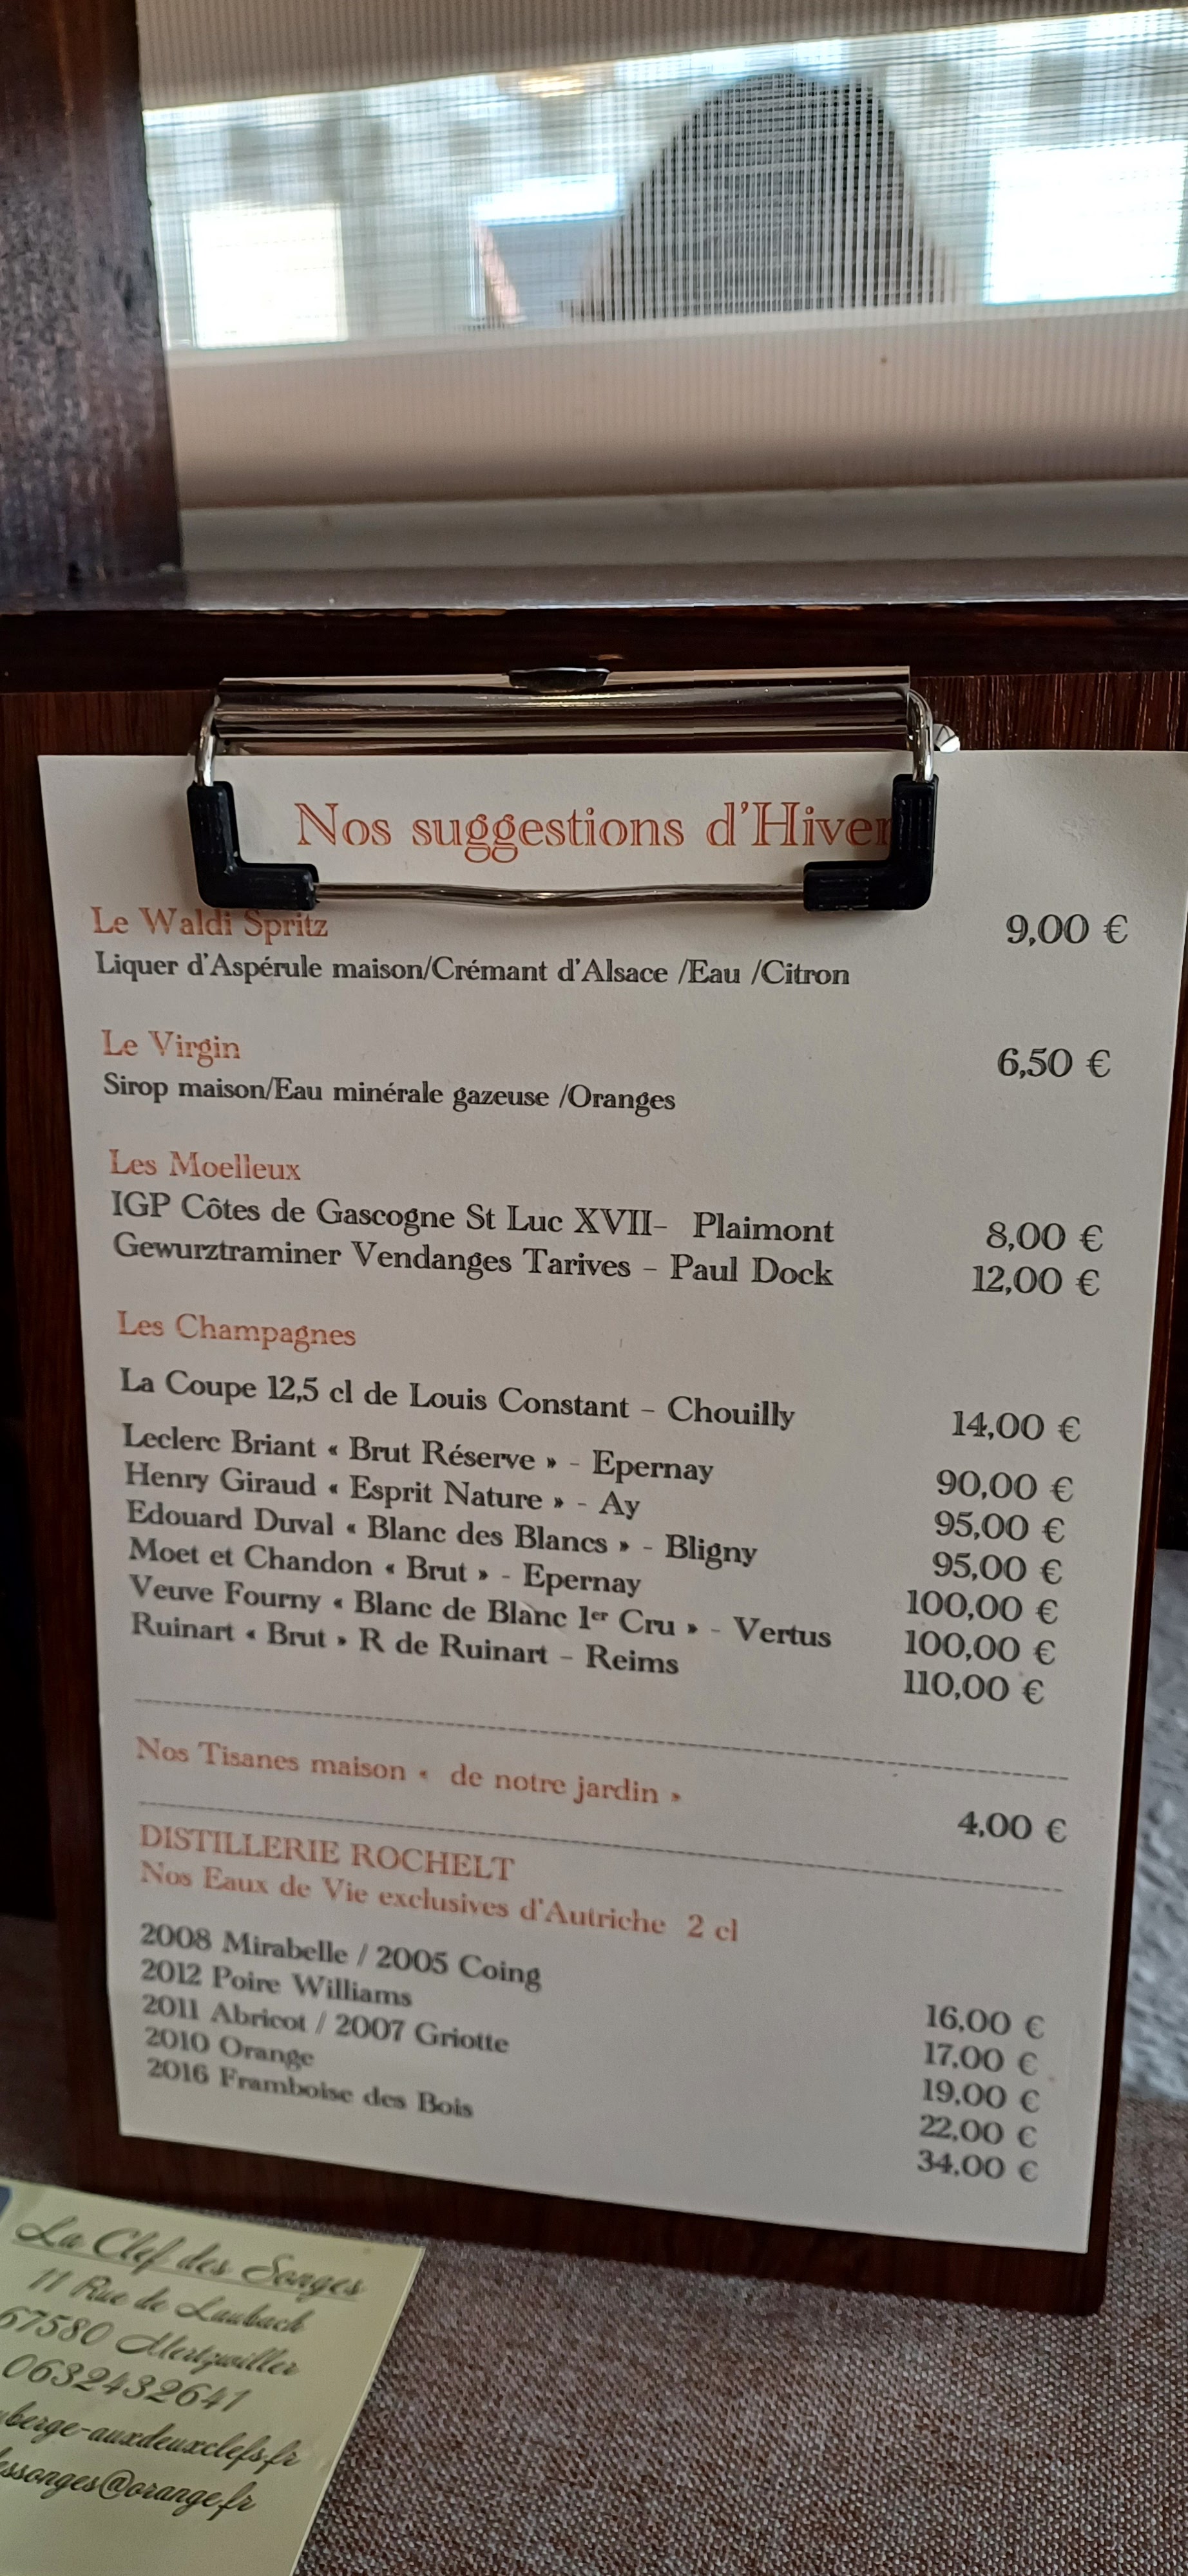 Nos suggestions d'Hiver
Le Waldi Spritz 9,00 €
Liquer d'Aspérule maison/Crémant d'Alsace /Eau /Citron
Le Virgin 6,50 €
Sirop maison/Eau minérale gazeuse /Oranges
Les Moelleux
IGP Côtes de Gascogne St Luc XVII- Plaimont 8,00 €
Gewurztraminer Vendanges Tarives - Paul Dock 12,00 €
Les Champagnes
La Coupe 12,5 cl de Louis Constant - Chouilly 14,00 €
Leclerc Briant « Brut Réserve » - Epernay 90,00 €
Henry Giraud « Esprit Nature » - Ay 95,00 €
Edouard Duval « Blanc des Blancs » - Bligny 95,00 €
Moet et Chandon « Brut » - Epernay 100,00 €
Veuve Fourny « Blanc de Blanc 1er Cru » - Vertus 100,00 €
Ruinart « Brut » R de Ruinart - Reims 110,00 €
Nos Tisanes maison « de notre jardin » 4,00 €
DISTILLERIE ROCHELT
Nos Eaux de Vie exclusives d'Autriche 2 cl
2008 Mirabelle / 2005 Coing 16,00 €
2012 Poire Williams 17,00 €
2011 Abricot / 2007 Griotte 19,00 €
2010 Orange 22,00 €
2016 Framboise des Bois 34,00 €
La Clef des Songes
11 Rue de Laubach
67580 Mertzwiller
0632432641
berge-auxdeuxclefs.fr
ssonges@orange.fr